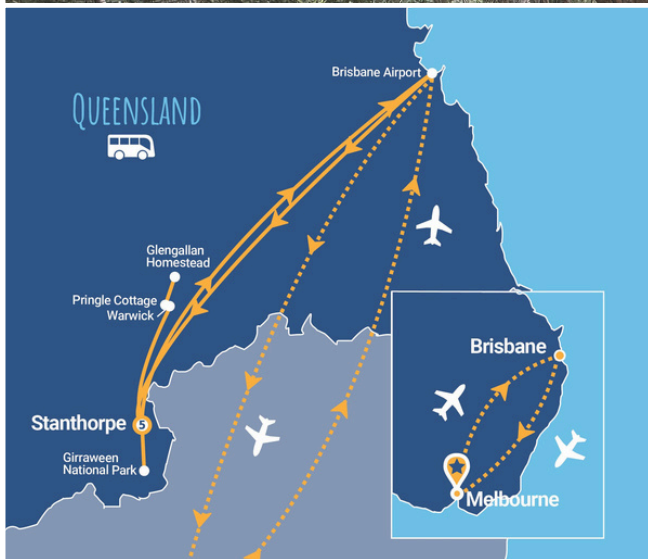 Brisbane Airport
QUEENSLAND
Glengallan
Homestead
Pringle Cottage
Warwick
Stanthorpe
5
Girraween
National Park
Brisbane
Melbourne